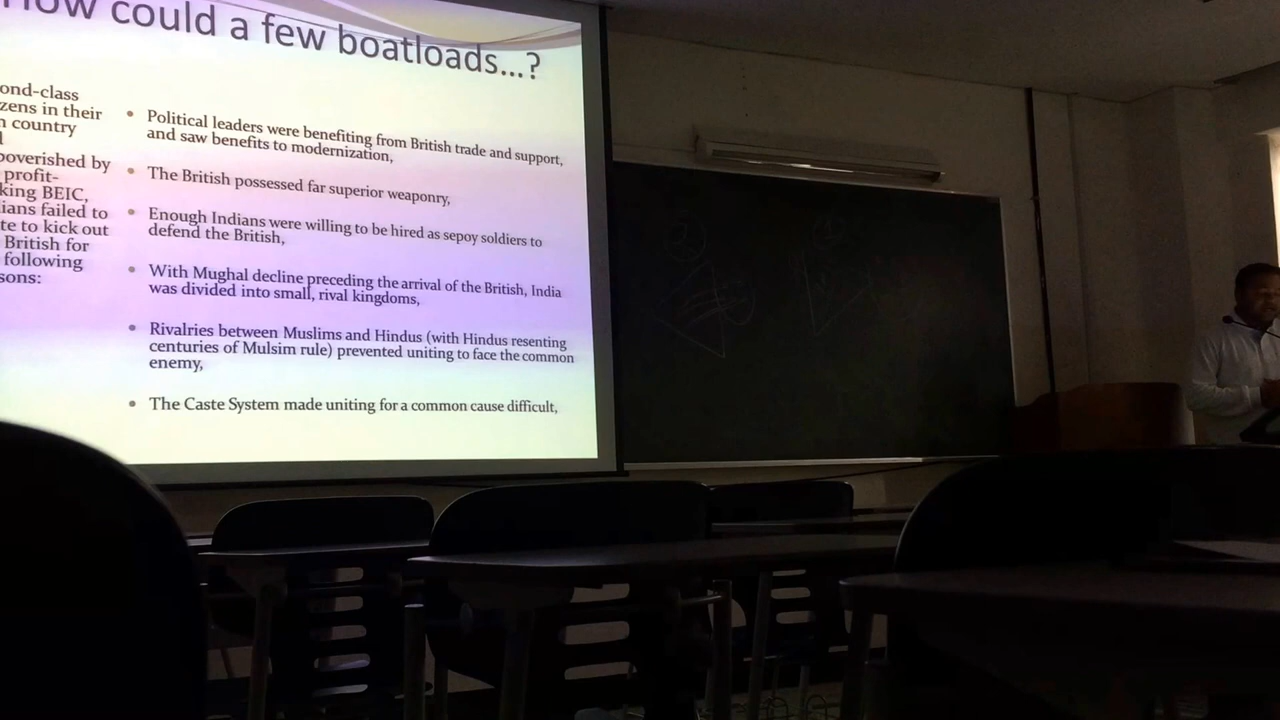 How could a few boatloads...?
ond-class
zens in their
n country
l
poverished by
profit-
king BEIC,
ians failed to
te to kick out
British for
following
sons:
• Political leaders were benefiting from British trade and support,
and saw benefits to modernization,
• The British possessed far superior weaponry,
• Enough Indians were willing to be hired as sepoy soldiers to
defend the British,
• With Mughal decline preceding the arrival of the British, India
was divided into small, rival kingdoms,
• Rivalries between Muslims and Hindus (with Hindus resenting
centuries of Mulsim rule) prevented uniting to face the common
enemy,
• The Caste System made uniting for a common cause difficult,